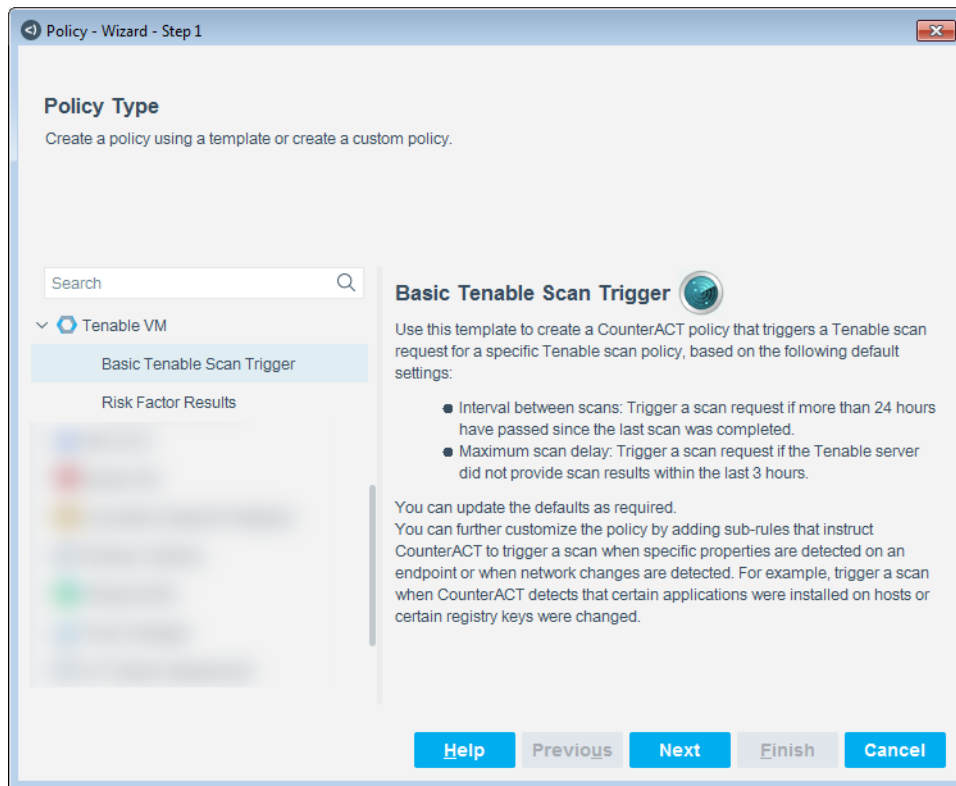 Policy - Wizard - Step 1
Policy Type
Create a policy using a template or create a custom policy.
Search
Tenable VM
Basic Tenable Scan Trigger
Risk Factor Results
Basic Tenable Scan Trigger
Use this template to create a CounterACT policy that triggers a Tenable scan
request for a specific Tenable scan policy, based on the following default
settings:
Interval between scans: Trigger a scan request if more than 24 hours
have passed since the last scan was completed.
Maximum scan delay: Trigger a scan request if the Tenable server
did not provide scan results within the last 3 hours.
You can update the defaults as required.
You can further customize the policy by adding sub-rules that instruct
CounterACT to trigger a scan when specific properties are detected on an
endpoint or when network changes are detected. For example, trigger a scan
when CounterACT detects that certain applications were installed on hosts or
certain registry keys were changed.
Help Previous Next Finish Cancel